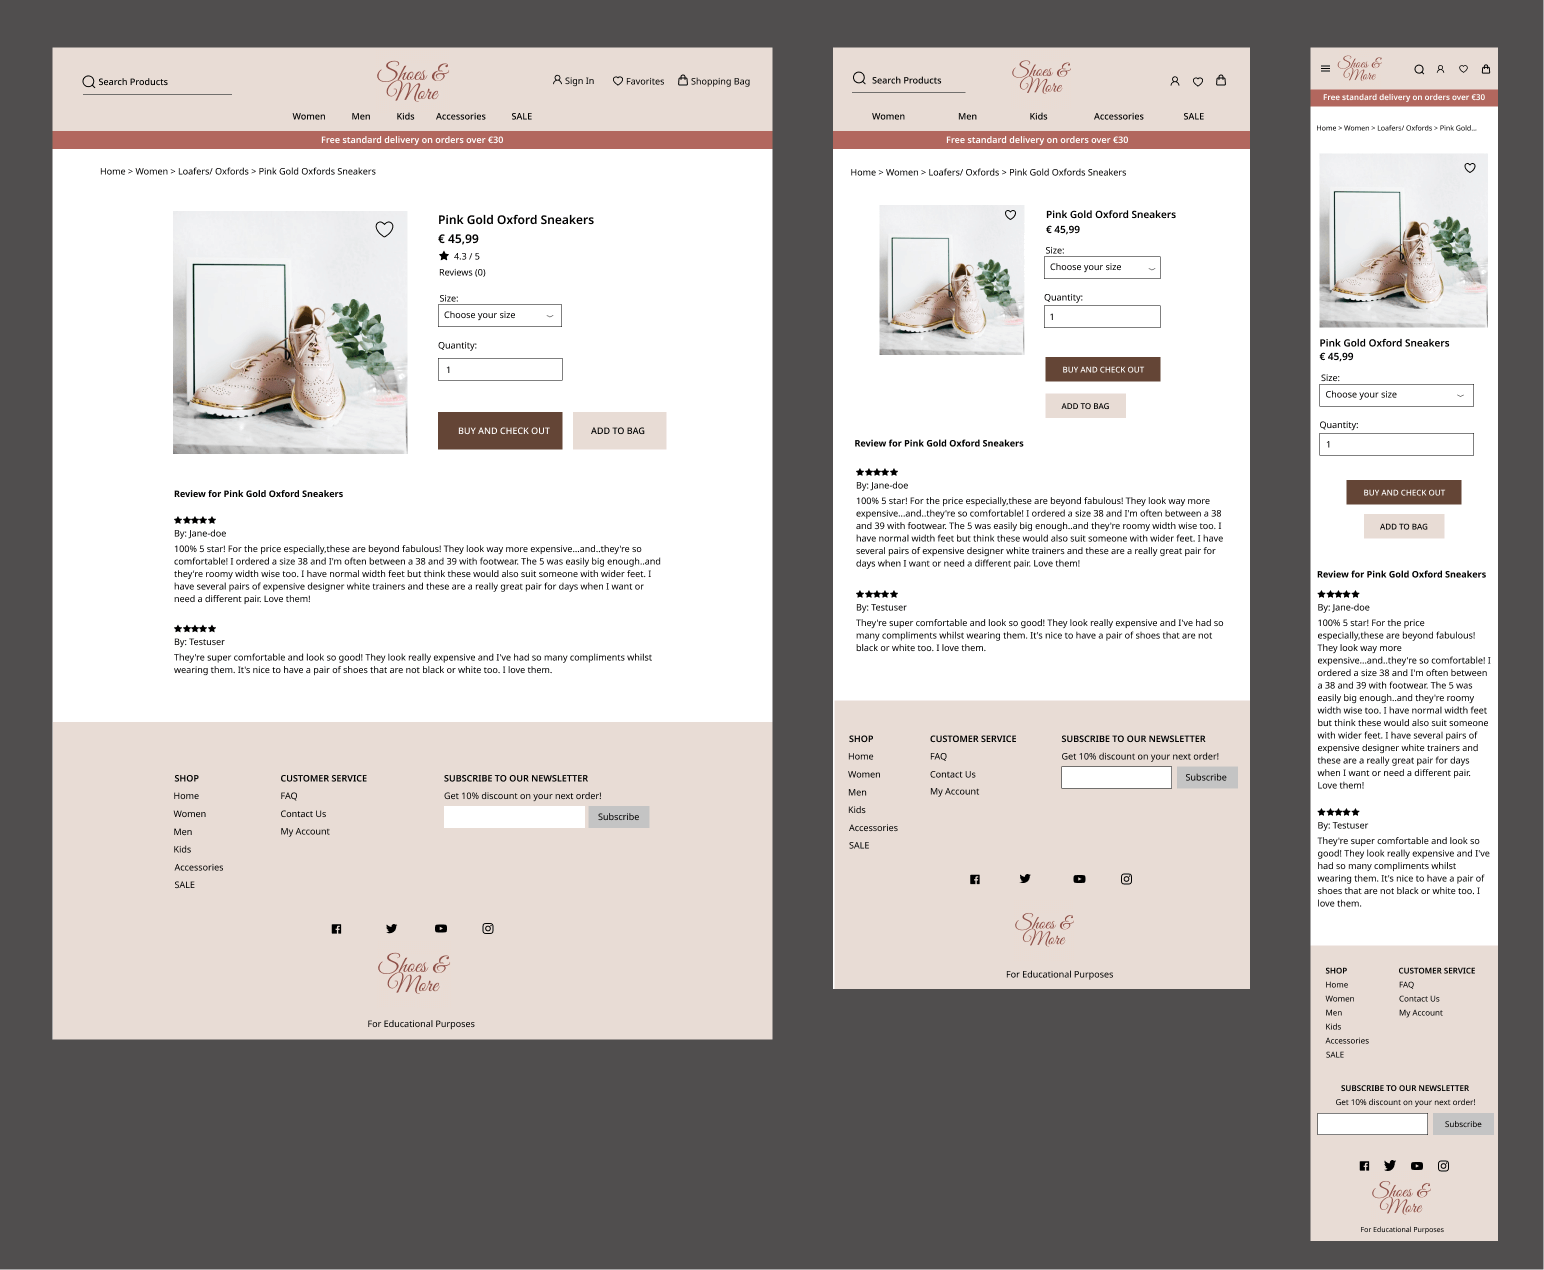 Search Products
Shoes &
More
Sign In
Favorites
Shopping Bag
Women Men Kids Accessories SALE
Free standard delivery on orders over €30
Home > Women > Loafers/ Oxfords > Pink Gold Oxfords Sneakers
Pink Gold Oxford Sneakers
€ 45,99
4.3 / 5
Reviews (0)
Size:
Choose your size
Quantity:
1
BUY AND CHECK OUT
ADD TO BAG
Review for Pink Gold Oxford Sneakers
By: Jane-doe
100% 5 star! For the price especially,these are beyond fabulous! They look way more expensive...and..they're so
comfortable! I ordered a size 38 and I'm often between a 38 and 39 with footwear. The 5 was easily big enough..and
they're roomy width wise too. I have normal width feet but think these would also suit someone with wider feet. I
have several pairs of expensive designer white trainers and these are a really great pair for days when I want or
need a different pair. Love them!
By: Testuser
They're super comfortable and look so good! They look really expensive and I've had so many compliments whilst
wearing them. It's nice to have a pair of shoes that are not black or white too. I love them.
SHOP
Home
Women
Men
Kids
Accessories
SALE
CUSTOMER SERVICE
FAQ
Contact Us
My Account
SUBSCRIBE TO OUR NEWSLETTER
Get 10% discount on your next order!
Subscribe
Shoes &
More
For Educational Purposes
Search Products
Shoes &
More
Women Men Kids Accessories SALE
Free standard delivery on orders over €30
Home > Women > Loafers/ Oxfords > Pink Gold Oxfords Sneakers
Pink Gold Oxford Sneakers
€ 45,99
Size:
Choose your size
Quantity:
1
BUY AND CHECK OUT
ADD TO BAG
Review for Pink Gold Oxford Sneakers
By: Jane-doe
100% 5 star! For the price especially,these are beyond fabulous! They look way more
expensive...and..they're so comfortable! I ordered a size 38 and I'm often between a 38
and 39 with footwear. The 5 was easily big enough..and they're roomy width wise too. I
have normal width feet but think these would also suit someone with wider feet. I have
several pairs of expensive designer white trainers and these are a really great pair for
days when I want or need a different pair. Love them!
By: Testuser
They're super comfortable and look so good! They look really expensive and I've had so
many compliments whilst wearing them. It's nice to have a pair of shoes that are not
black or white too. I love them.
SHOP
Home
Women
Men
Kids
Accessories
SALE
CUSTOMER SERVICE
FAQ
Contact Us
My Account
SUBSCRIBE TO OUR NEWSLETTER
Get 10% discount on your next order!
Subscribe
Shoes &
More
For Educational Purposes
Shoes &
More
Free standard delivery on orders over €30
Home > Women > Loafers/ Oxfords > Pink Gold...
Pink Gold Oxford Sneakers
€ 45,99
Size:
Choose your size
Quantity:
1
BUY AND CHECK OUT
ADD TO BAG
Review for Pink Gold Oxford Sneakers
By: Jane-doe
100% 5 star! For the price
especially,these are beyond fabulous!
They look way more
expensive...and..they're so comfortable! I
ordered a size 38 and I'm often between
a 38 and 39 with footwear. The 5 was
easily big enough..and they're roomy
width wise too. I have normal width feet
but think these would also suit someone
with wider feet. I have several pairs of
expensive designer white trainers and
these are a really great pair for days
when I want or need a different pair.
Love them!
By: Testuser
They're super comfortable and look so
good! They look really expensive and I've
had so many compliments whilst
wearing them. It's nice to have a pair of
shoes that are not black or white too. I
love them.
SHOP
Home
Women
Men
Kids
Accessories
SALE
CUSTOMER SERVICE
FAQ
Contact Us
My Account
SUBSCRIBE TO OUR NEWSLETTER
Get 10% discount on your next order!
Subscribe
Shoes &
More
For Educational Purposes